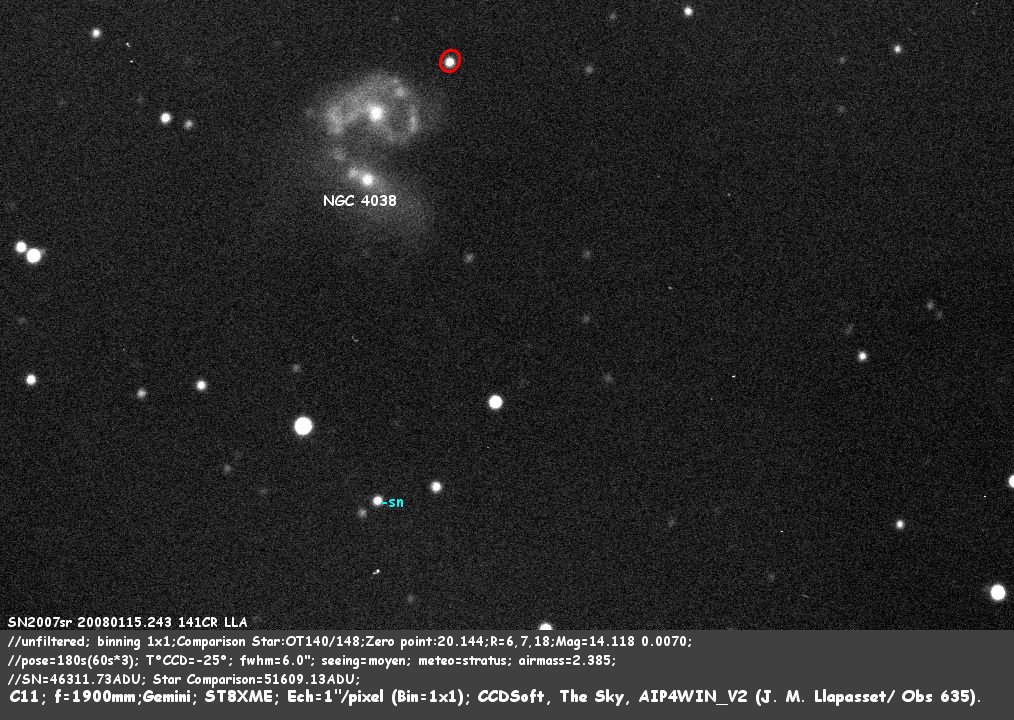 NGC 4038
-sn
SN2007sr 20080115.243 141CR LLA
//unfiltered; binning 1x1;Comparison Star:OT140/148;Zero point:20.144;R=6,7,18;Mag=14.118 0.0070;
//pose=180s(60s*3); T°CCD=-25°; fwhm=6.0"; seeing=moyen; meteo=stratus; airmass=2.385;
//SN=46311.73ADU; Star Comparison=51609.13ADU;
C11; f=1900mm;Gemini; ST8XME; Ech=1"/pixel (Bin=1x1); CCDSoft, The Sky, AIP4WIN_V2 (J. M. Llapasset/ Obs 635).